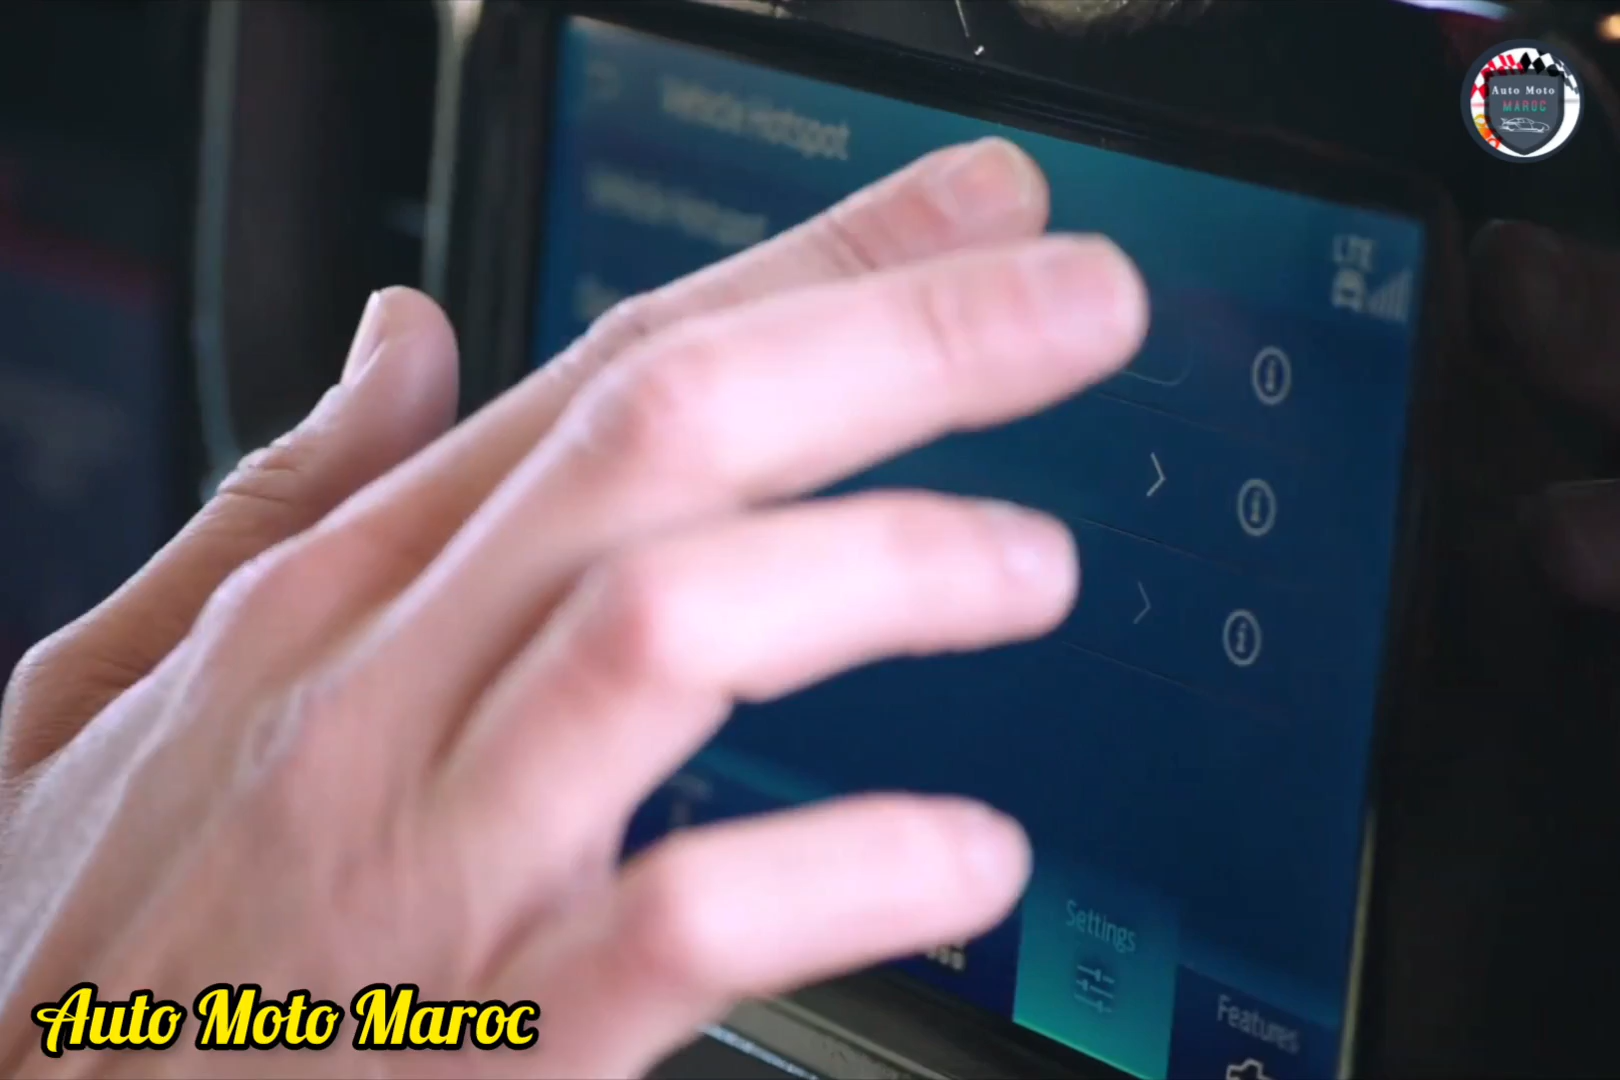 Auto Moto
MAROC
Vehicle Hotspot
Vehicle Hotspot
LTE
Settings
Features
Auto Moto Maroc